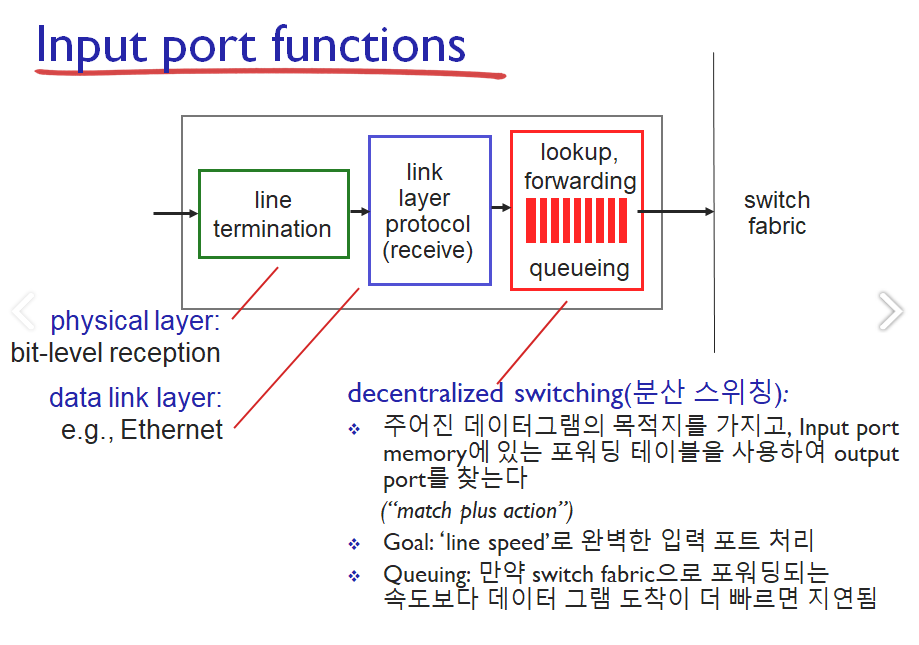 Input port functions
line
termination
link
layer
protocol
(receive)
lookup,
forwarding
queueing
switch
fabric
physical layer:
bit-level reception
data link layer:
e.g., Ethernet
decentralized switching(분산 스위칭):
주어진 데이터그램의 목적지를 가지고, Input port
memory에 있는 포워딩 테이블을 사용하여 output
port를 찾는다
(“match plus action”)
Goal: ‘line speed’로 완벽한 입력 포트 처리
Queuing: 만약 switch fabric으로 포워딩되는
속도보다 데이터 그램 도착이 더 빠르면 지연됨